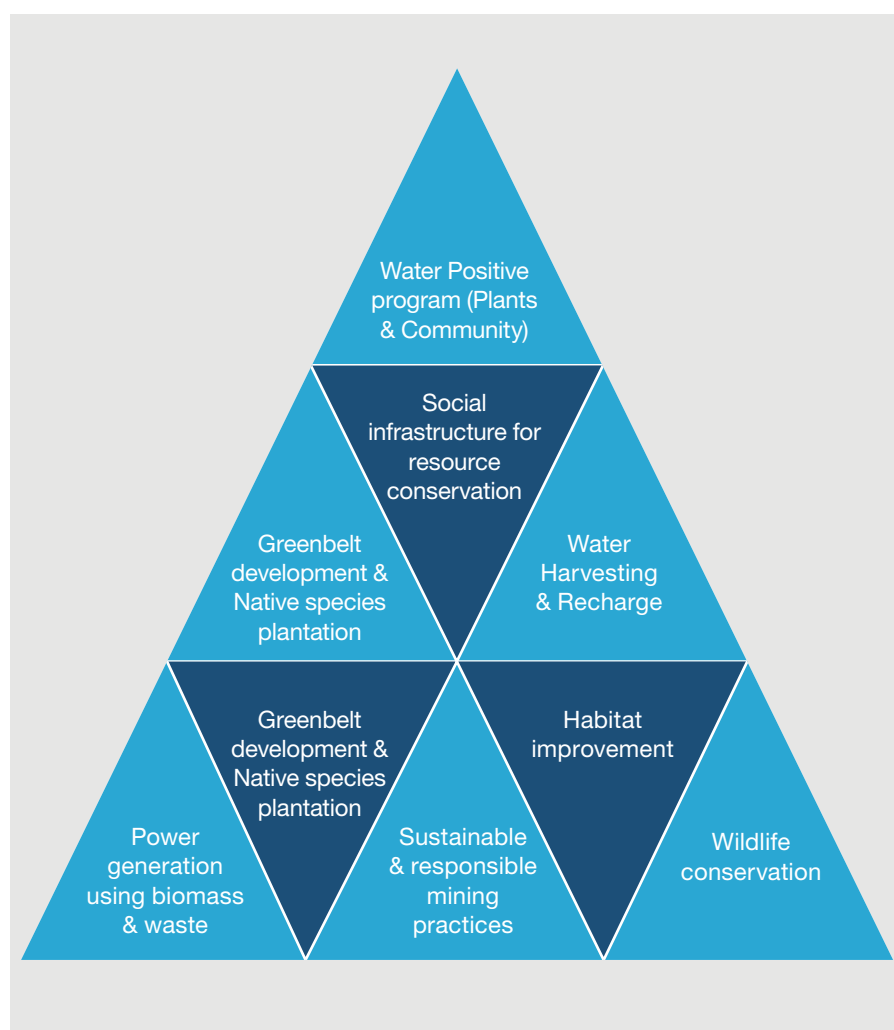 Water Positive
program (Plants
& Community)
Social
infrastructure for
resource
conservation
Greenbelt
development &
Native species
plantation
Water
Harvesting
& Recharge
Greenbelt
development &
Native species
plantation
Habitat
improvement
Power
generation
using biomass
& waste
Sustainable
& responsible
mining
practices
Wildlife
conservation